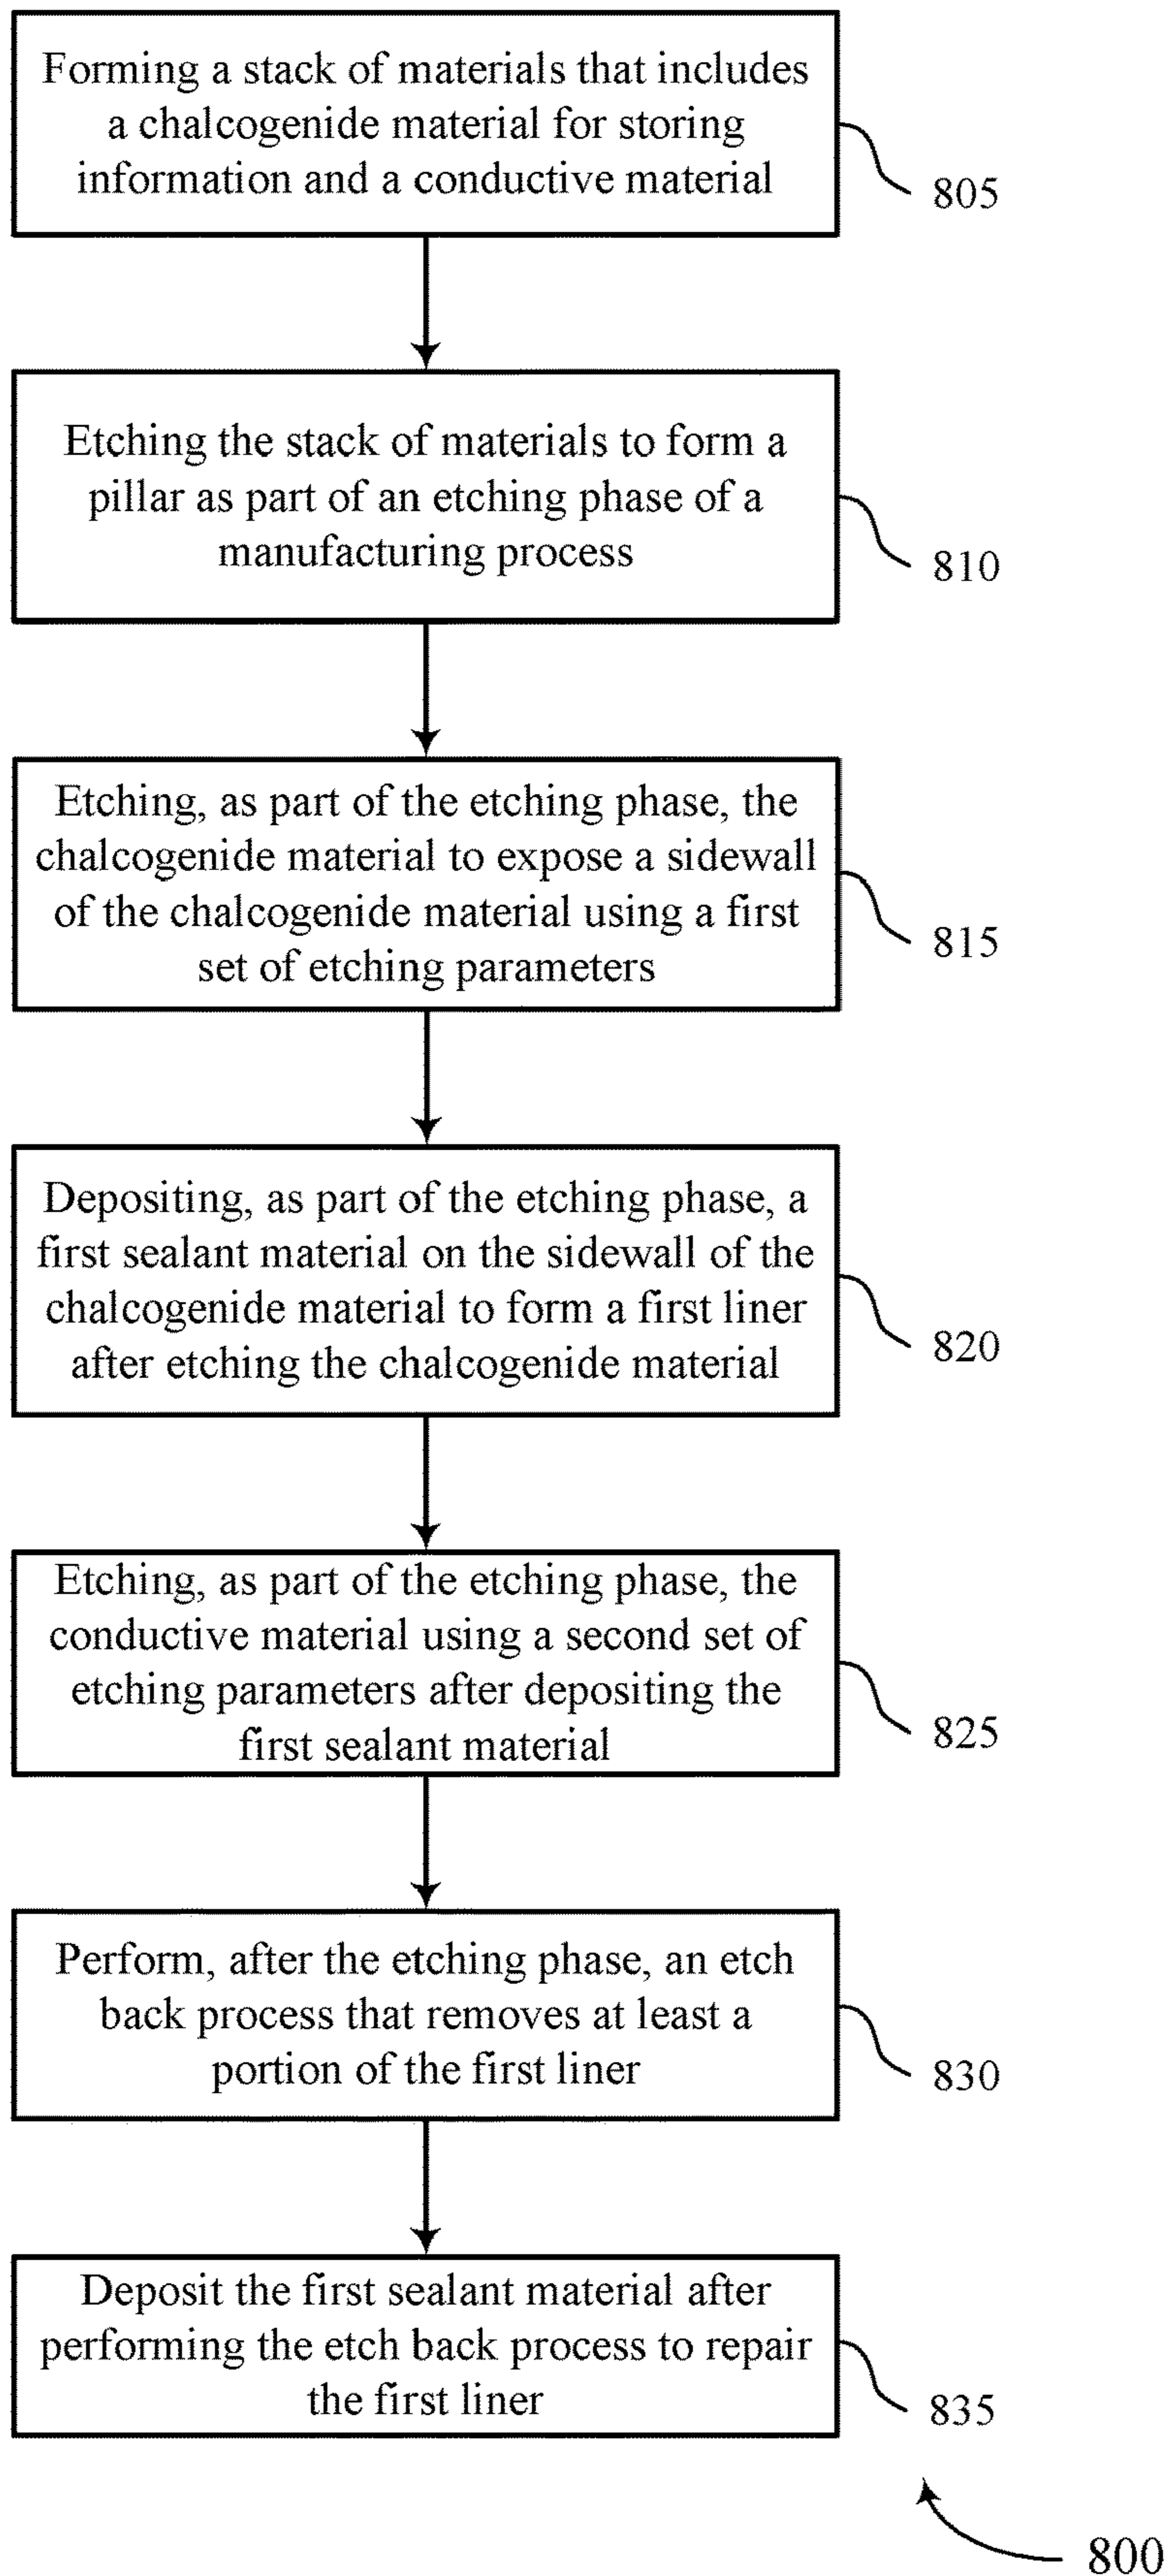 Forming a stack of materials that includes
a chalcogenide material for storing
information and a conductive material
805
Etching the stack of materials to form a
pillar as part of an etching phase of a
manufacturing process
810
Etching, as part of the etching phase, the
chalcogenide material to expose a sidewall
of the chalcogenide material using a first
set of etching parameters
815
Depositing, as part of the etching phase, a
first sealant material on the sidewall of the
chalcogenide material to form a first liner
after etching the chalcogenide material
820
Etching, as part of the etching phase, the
conductive material using a second set of
etching parameters after depositing the
first sealant material
825
Perform, after the etching phase, an etch
back process that removes at least a
portion of the first liner
830
Deposit the first sealant material after
performing the etch back process to repair
the first liner
835
800